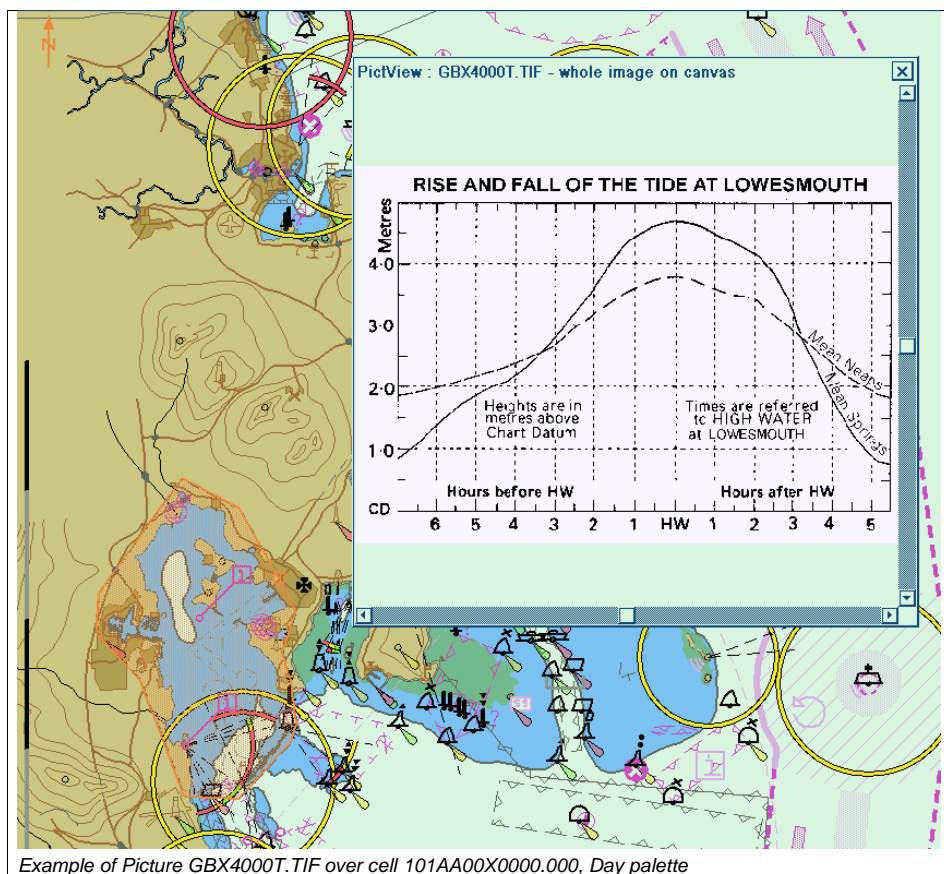 N
PictView : GBX4000T.TIF - whole image on canvas
RISE AND FALL OF THE TIDE AT LOWESMOUTH
Metres
4·0
3·0
2·0
1·0
CD
Mean Neaps
Mean Springs
Heights are in
metres above
Chart Datum
Times are referred
to HIGH WATER
at LOWESMOUTH
Hours before HW
Hours after HW
6 5 4 3 2 1 HW 1 2 3 4 5
Example of Picture GBX4000T.TIF over cell 101AA00X0000.000, Day palette